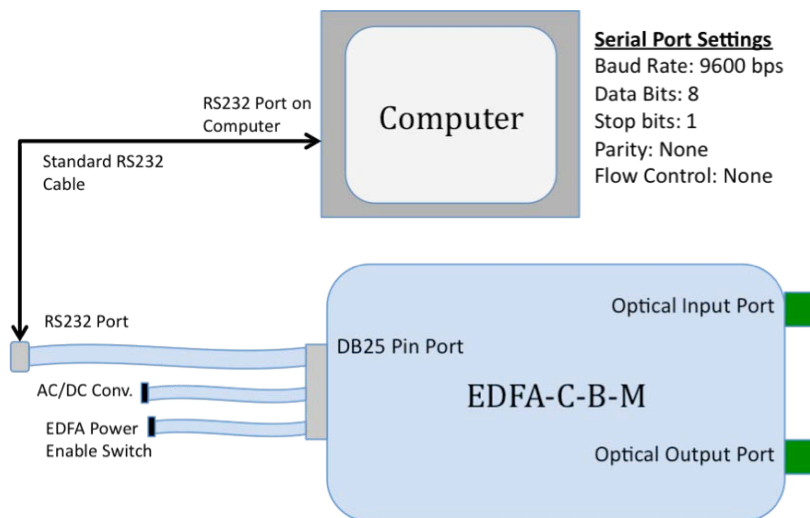 Serial Port Settings
Baud Rate: 9600 bps
Data Bits: 8
Stop bits: 1
Parity: None
Flow Control: None
RS232 Port on
Computer
Computer
Standard RS232
Cable
RS232 Port
DB25 Pin Port
Optical Input Port
AC/DC Conv.
EDFA-C-B-M
EDFA Power
Enable Switch
Optical Output Port